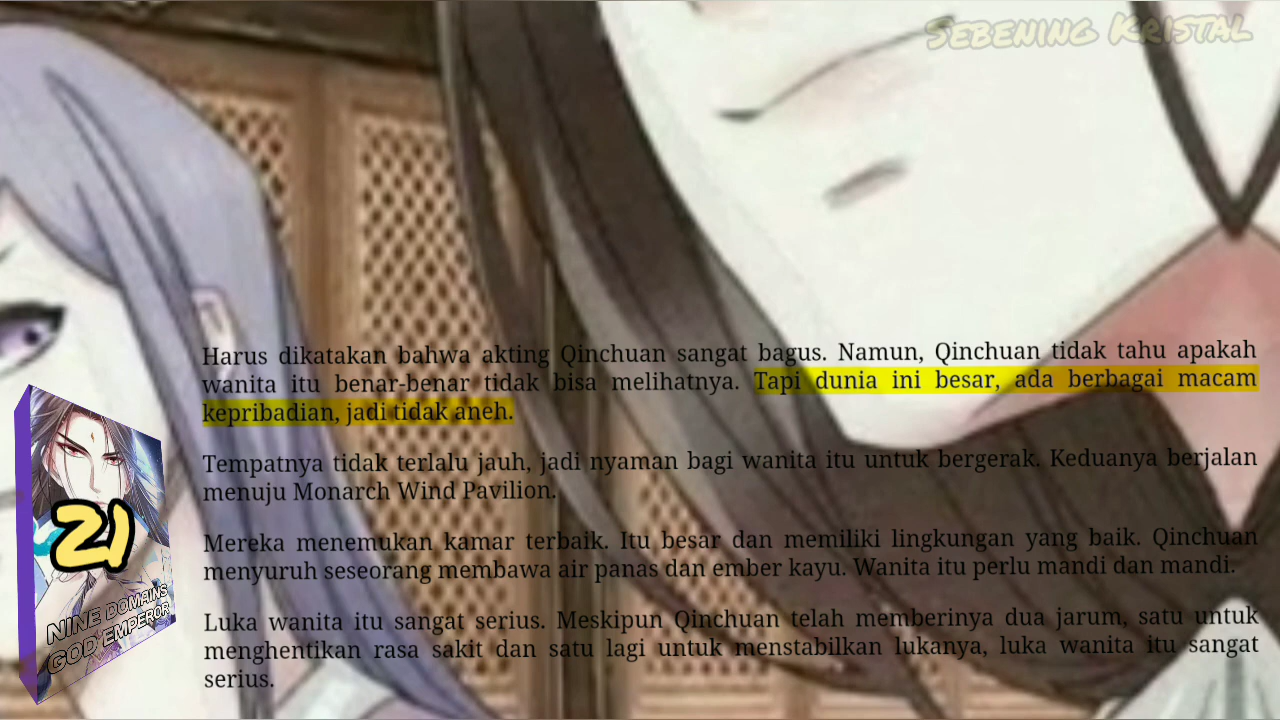 Sebening Kristal
Harus dikatakan bahwa akting Qinchuan sangat bagus. Namun, Qinchuan tidak tahu apakah
wanita itu benar-benar tidak bisa melihatnya. Tapi dunia ini besar, ada berbagai macam
kepribadian, jadi tidak aneh.
Tempatnya tidak terlalu jauh, jadi nyaman bagi wanita itu untuk bergerak. Keduanya berjalan
menuju Monarch Wind Pavilion.
Mereka menemukan kamar terbaik. Itu besar dan memiliki lingkungan yang baik. Qinchuan
menyuruh seseorang membawa air panas dan ember kayu. Wanita itu perlu mandi dan mandi.
Luka wanita itu sangat serius. Meskipun Qinchuan telah memberinya dua jarum, satu untuk
menghentikan rasa sakit dan satu lagi untuk menstabilkan lukanya, luka wanita itu sangat
serius.
21
NINE DOMAINS
GOD EMPEROR